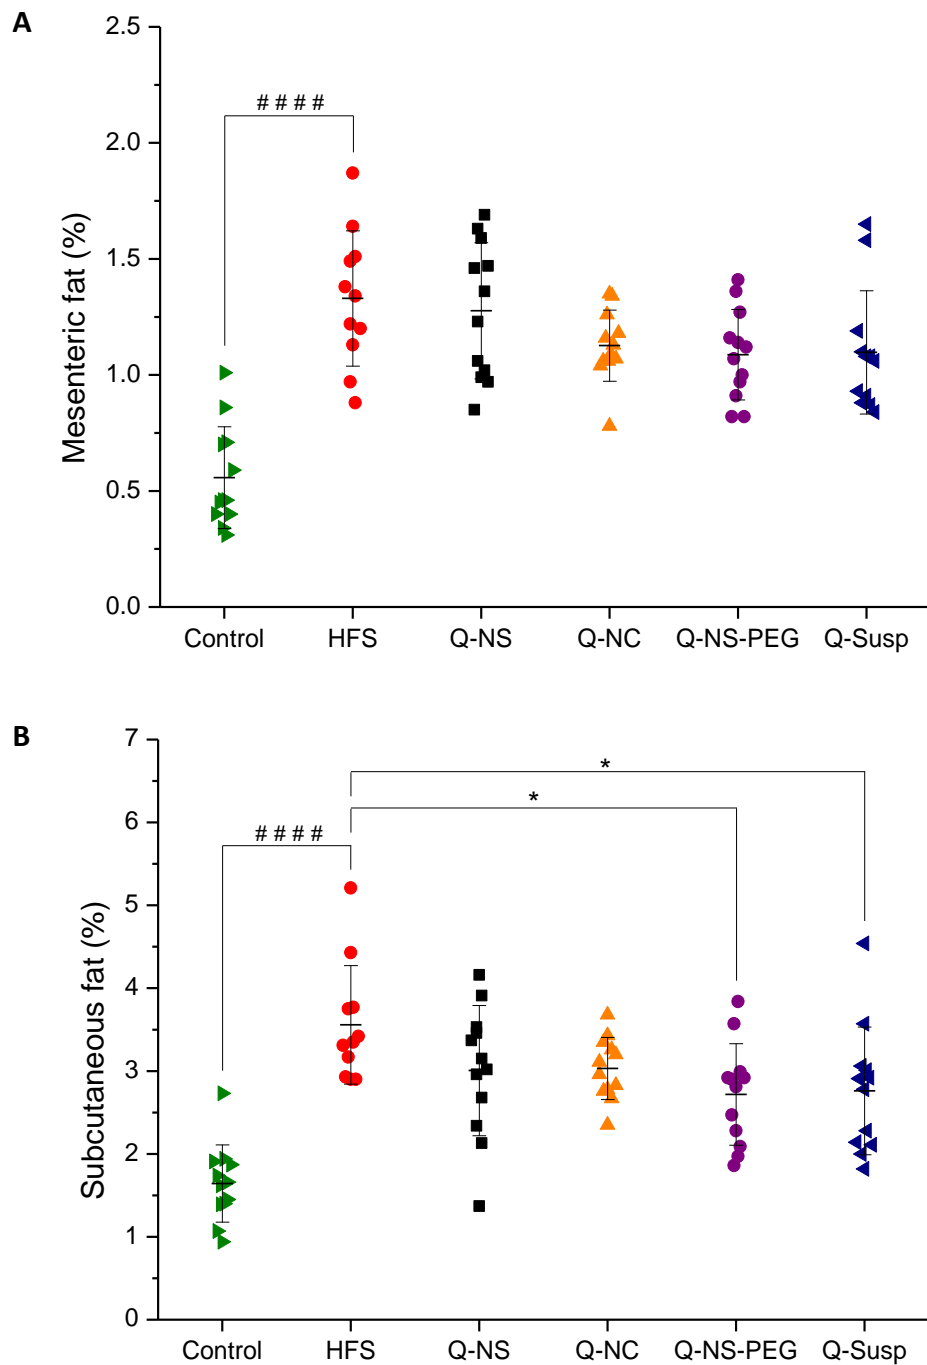 A
Mesenteric fat (%)
2.5
2.0
1.5
1.0
0.5
0.0
# # # #
Control HFS Q-NS Q-NC Q-NS-PEG Q-Susp
B
Subcutaneous fat (%)
7
6
5
4
3
2
1
0
*
*
# # # #
Control HFS Q-NS Q-NC Q-NS-PEG Q-Susp